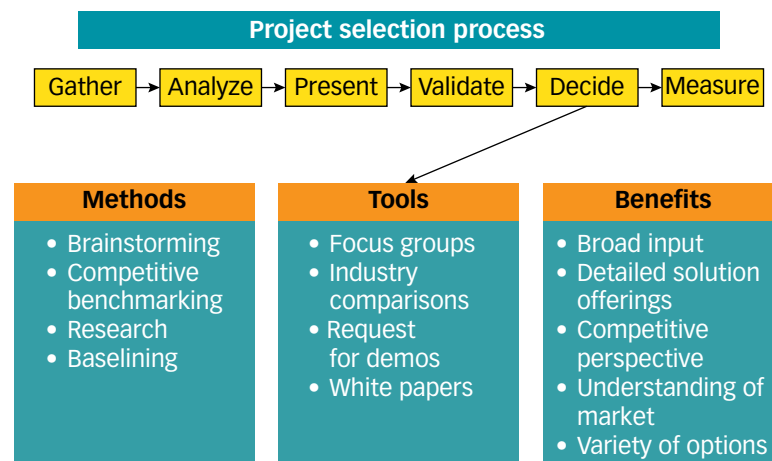 Project selection process
Gather
Analyze
Present
Validate
Decide
Measure
Methods
• Brainstorming
• Competitive
benchmarking
• Research
• Baselining
Tools
• Focus groups
• Industry
comparisons
• Request
for demos
• White papers
Benefits
• Broad input
• Detailed solution
offerings
• Competitive
perspective
• Understanding of
market
• Variety of options